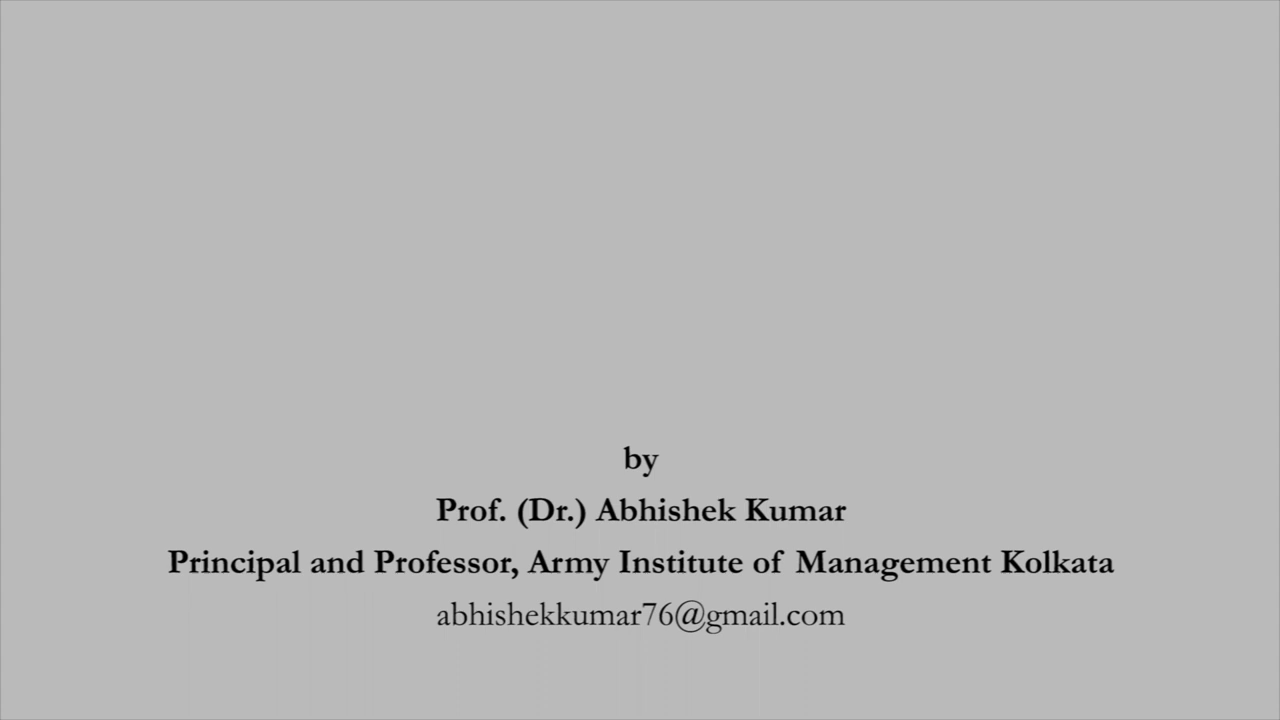 by
Prof. (Dr.) Abhishek Kumar
Principal and Professor, Army Institute of Management Kolkata
abhishekkumar76@gmail.com